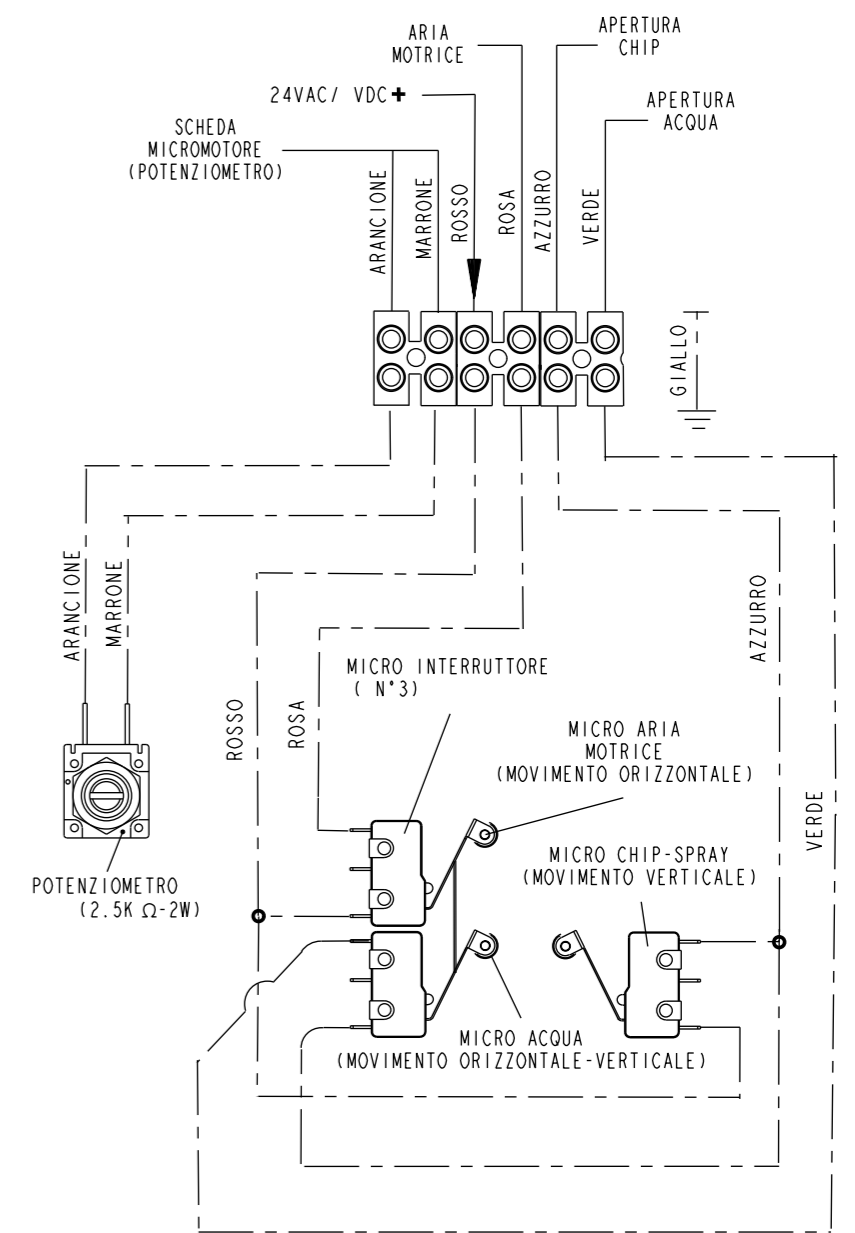 ARIA
MOTRICE
APERTURA
CHIP
24VAC/ VDC+
APERTURA
ACQUA
SCHEDA
MICROMOTORE
(POTENZIOMETRO)
ARANCIONE
MARRONE
ROSSO
ROSA
AZZURRO
VERDE
GIALLO
ARANCIONE
MARRONE
AZZURRO
ROSSO
ROSA
MICRO INTERRUTTORE
( N°3)
MICRO ARIA
MOTRICE
(MOVIMENTO ORIZZONTALE)
VERDE
MICRO CHIP-SPRAY
(MOVIMENTO VERTICALE)
POTENZIOMETRO
(2.5K Ω-2W)
MICRO ACQUA
(MOVIMENTO ORIZZONTALE-VERTICALE)